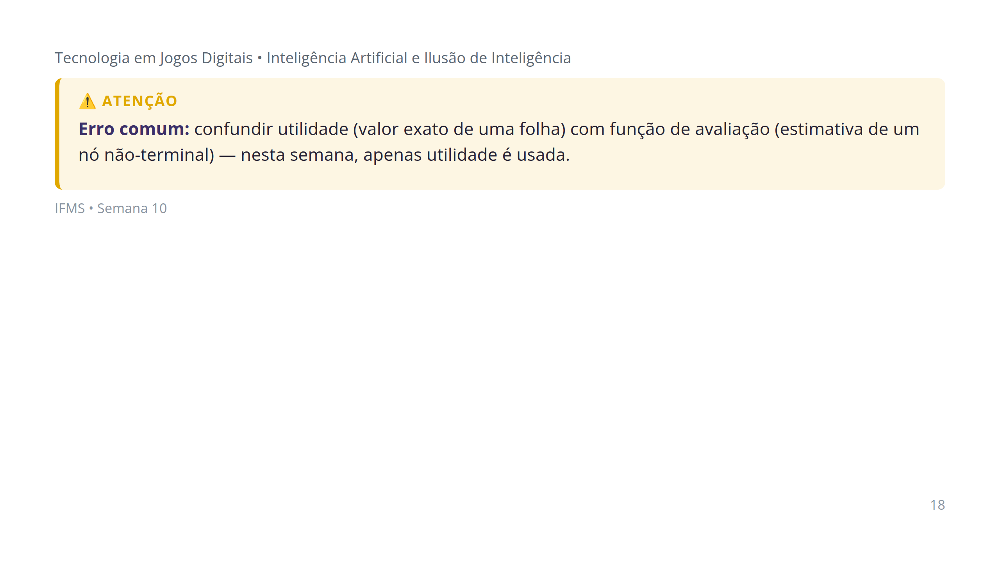 Tecnologia em Jogos Digitais • Inteligência Artificial e Ilusão de Inteligência
⚠️ ATENÇÃO
Erro comum: confundir utilidade (valor exato de uma folha) com função de avaliação (estimativa de um
nó não-terminal) — nesta semana, apenas utilidade é usada.
IFMS • Semana 10
18